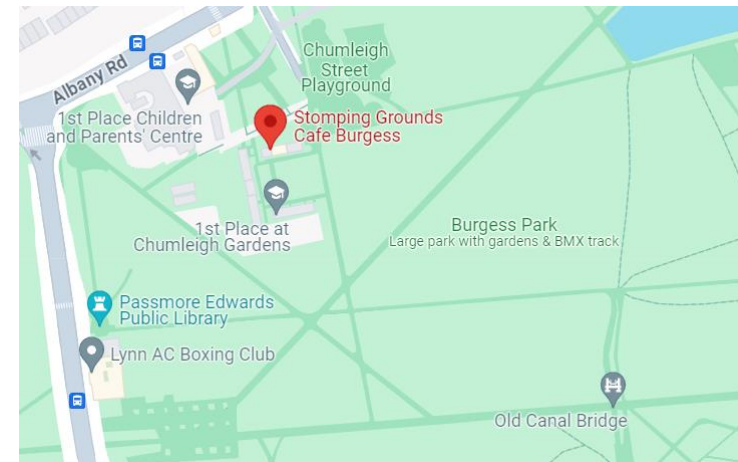 Chumleigh
Street
Playground
Albany Rd
1st Place Children
and Parents' Centre
Stomping Grounds
Cafe Burgess
1st Place at
Chumleigh Gardens
Burgess Park
Large park with gardens & BMX track
Passmore Edwards
Public Library
Lynn AC Boxing Club
Old Canal Bridge